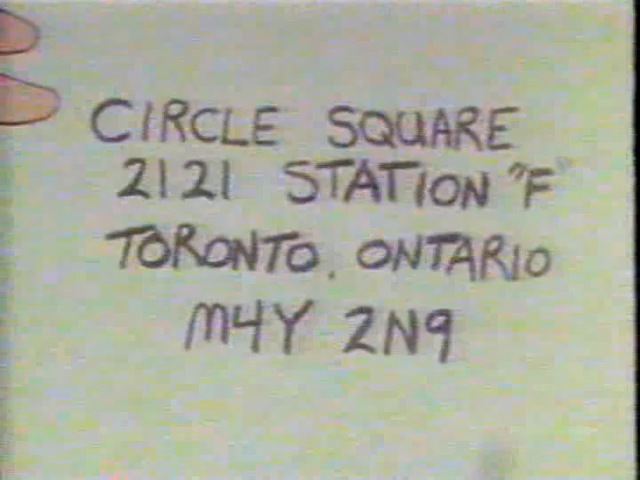 CIRCLE SQUARE
2121 STATION "F"
TORONTO, ONTARIO
M4Y 2N9